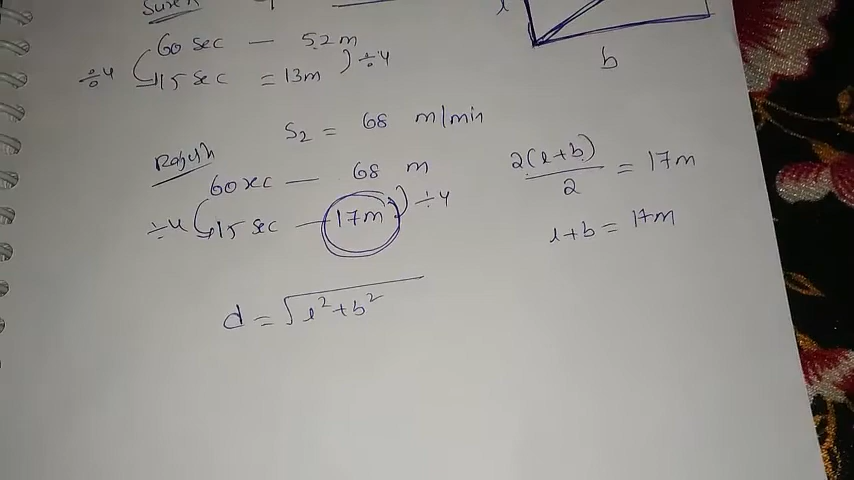 60 sec — 52 m
÷4 15 sec = 13m ÷4
b
S2 = 68 m/min
Rajesh
60 sec — 68 m
÷4 15 sec — 17m ÷4
2(l+b)/2 = 17m
l+b = 17m
d = √l²+b²